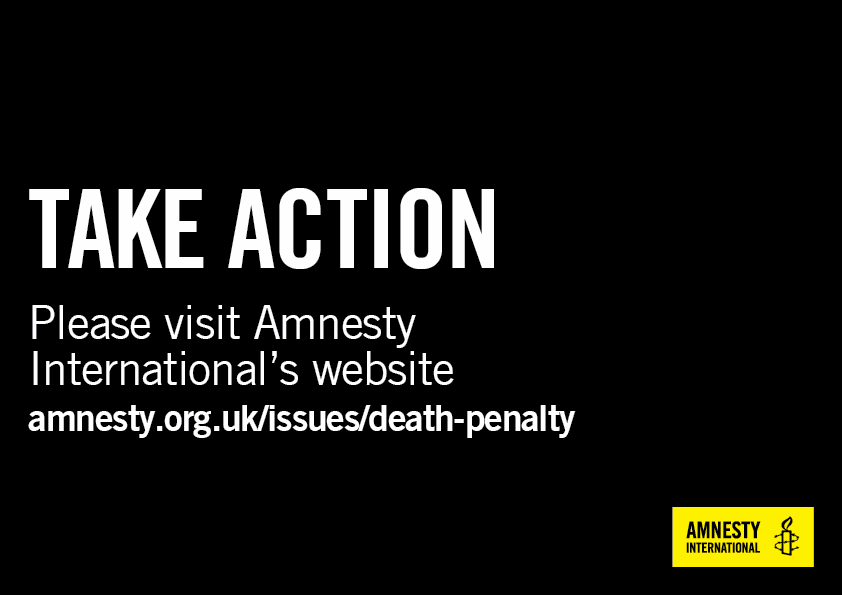 TAKE ACTION
Please visit Amnesty
International’s website
amnesty.org.uk/issues/death-penalty
AMNESTY
INTERNATIONAL